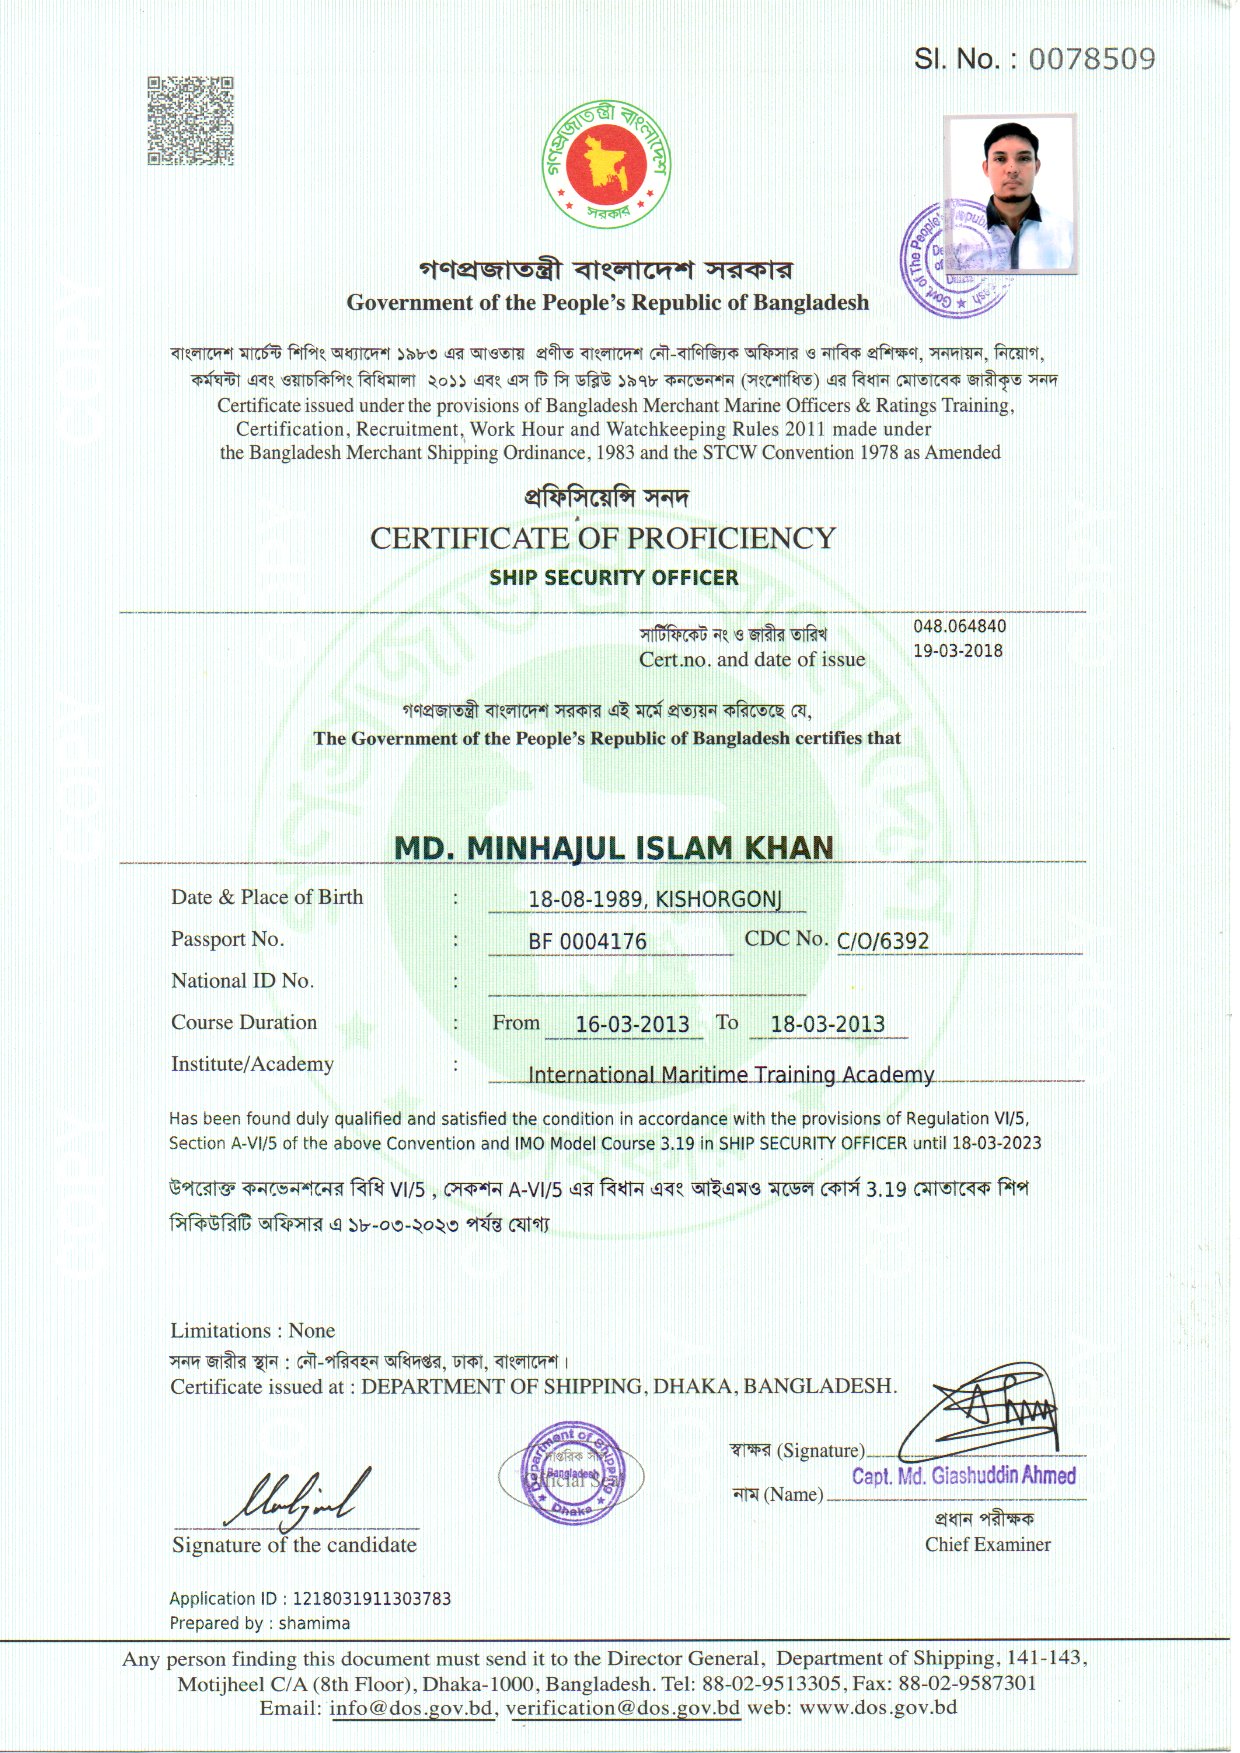 Sl. No. : 0078509
গণপ্রজাতন্ত্রী বাংলাদেশ
সরকার
গণপ্রজাতন্ত্রী বাংলাদেশ সরকার
Government of the People's Republic of Bangladesh
বাংলাদেশ মার্চেন্ট শিপিং অধ্যাদেশ ১৯৮৩ এর আওতায় প্রণীত বাংলাদেশ নৌ-বাণিজ্যিক অফিসার ও নাবিক প্রশিক্ষণ, সনদায়ন, নিয়োগ,
কর্মঘন্টা এবং ওয়াচকিপিং বিধিমালা ২০১১ এবং এস টি সি ডব্লিউ ১৯৭৮ কনভেনশন (সংশোধিত) এর বিধান মোতাবেক জারীকৃত সনদ
Certificate issued under the provisions of Bangladesh Merchant Marine Officers & Ratings Training,
Certification, Recruitment, Work Hour and Watchkeeping Rules 2011 made under
the Bangladesh Merchant Shipping Ordinance, 1983 and the STCW Convention 1978 as Amended
প্রফিসিয়েন্সি সনদ
CERTIFICATE OF PROFICIENCY
SHIP SECURITY OFFICER
সার্টিফিকেট নং ও জারীর তারিখ 048.064840
Cert.no. and date of issue 19-03-2018
গণপ্রজাতন্ত্রী বাংলাদেশ সরকার এই মর্মে প্রত্যয়ন করিতেছে যে,
The Government of the People's Republic of Bangladesh certifies that
MD. MINHAJUL ISLAM KHAN
Date & Place of Birth : 18-08-1989, KISHORGONJ
Passport No. : BF 0004176 CDC No. C/O/6392
National ID No. :
Course Duration : From 16-03-2013 To 18-03-2013
Institute/Academy : International Maritime Training Academy
Has been found duly qualified and satisfied the condition in accordance with the provisions of Regulation VI/5,
Section A-VI/5 of the above Convention and IMO Model Course 3.19 in SHIP SECURITY OFFICER until 18-03-2023
উপরোক্ত কনভেনশনের বিধি VI/5 , সেকশন A-VI/5 এর বিধান এবং আইএমও মডেল কোর্স 3.19 মোতাবেক শিপ
সিকিউরিটি অফিসার এ ১৮-০৩-২০২৩ পর্যন্ত যোগ্য
Limitations : None
সনদ জারীর স্থান : নৌ-পরিবহন অধিদপ্তর, ঢাকা, বাংলাদেশ।
Certificate issued at : DEPARTMENT OF SHIPPING, DHAKA, BANGLADESH.
Department of Shipping
Bangladesh
Dhaka
স্বাক্ষর (Signature)
Capt. Md. Giashuddin Ahmed
নাম (Name)
প্রধান পরীক্ষক
Signature of the candidate
Chief Examiner
Application ID : 1218031911303783
Prepared by : shamima
Any person finding this document must send it to the Director General, Department of Shipping, 141-143,
Motijheel C/A (8th Floor), Dhaka-1000, Bangladesh. Tel: 88-02-9513305, Fax: 88-02-9587301
Email: info@dos.gov.bd, verification@dos.gov.bd web: www.dos.gov.bd